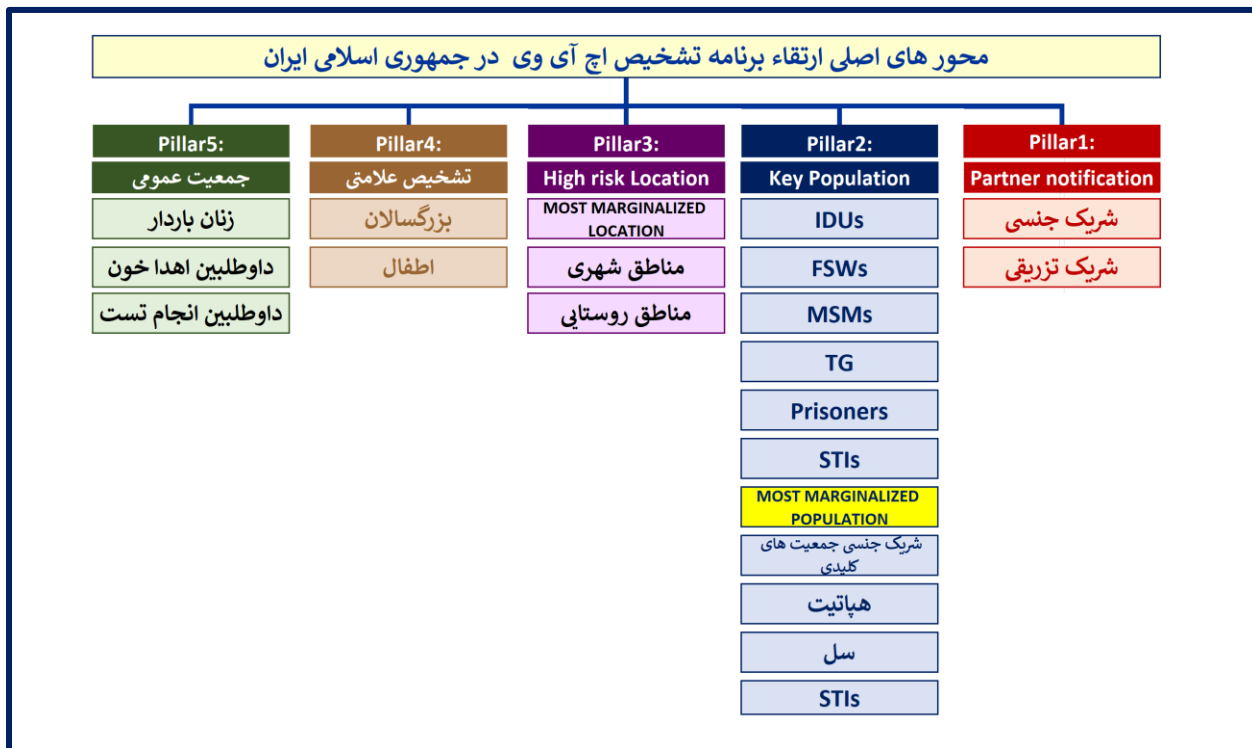 محور های اصلی ارتقاء برنامه تشخیص اچ آی وی در جمهوری اسلامی ایران
Pillar1:
Partner notification
شریک جنسی
شریک تزریقی
Pillar2:
Key Population
IDUs
FSWs
MSMs
TG
Prisoners
STIs
MOST MARGINALIZED
POPULATION
شریک جنسی جمعیت های
کلیدی
هپاتیت
سل
STIs
Pillar3:
High risk Location
MOST MARGINALIZED
LOCATION
مناطق شهری
مناطق روستایی
Pillar4:
تشخیص علامتی
بزرگسالان
اطفال
Pillar5:
جمعیت عمومی
زنان باردار
داوطلبین اهدا خون
داوطلبین انجام تست